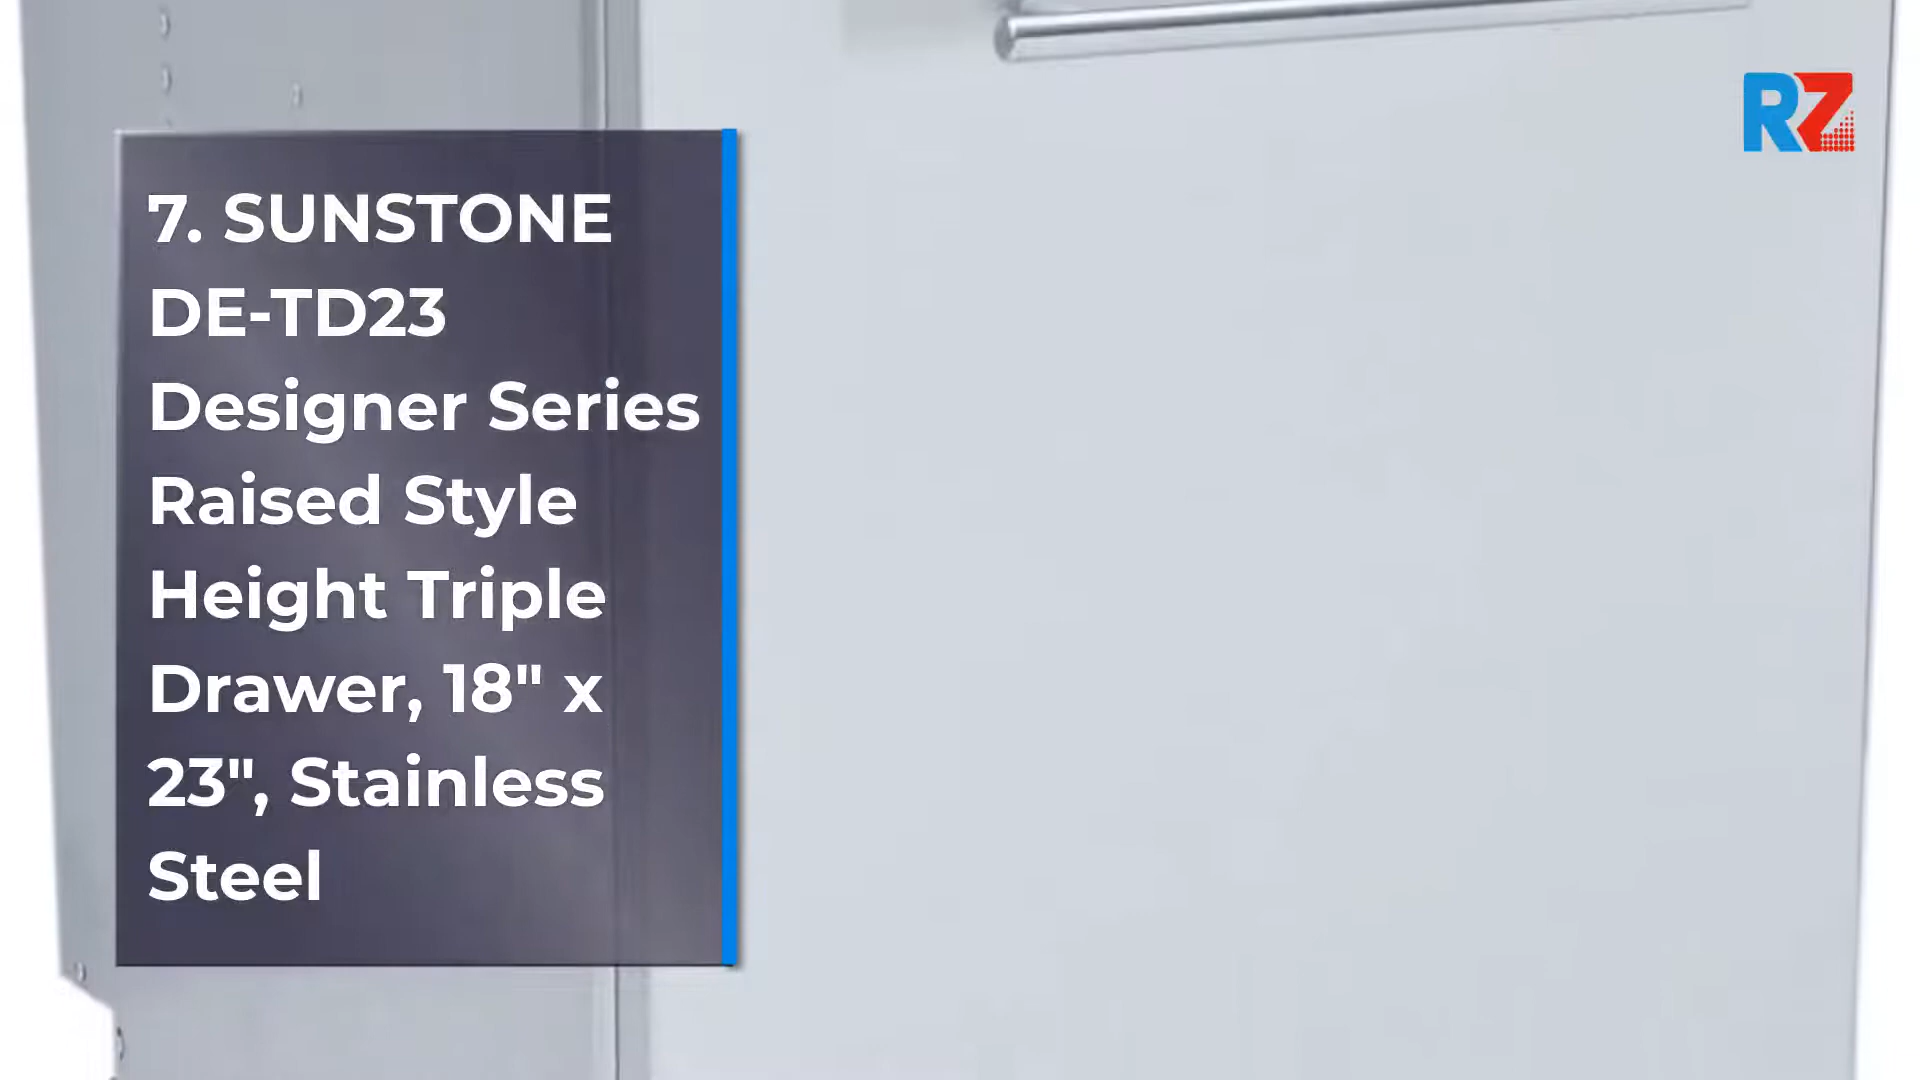 RZ
7. SUNSTONE
DE-TD23
Designer Series
Raised Style
Height Triple
Drawer, 18" x
23", Stainless
Steel